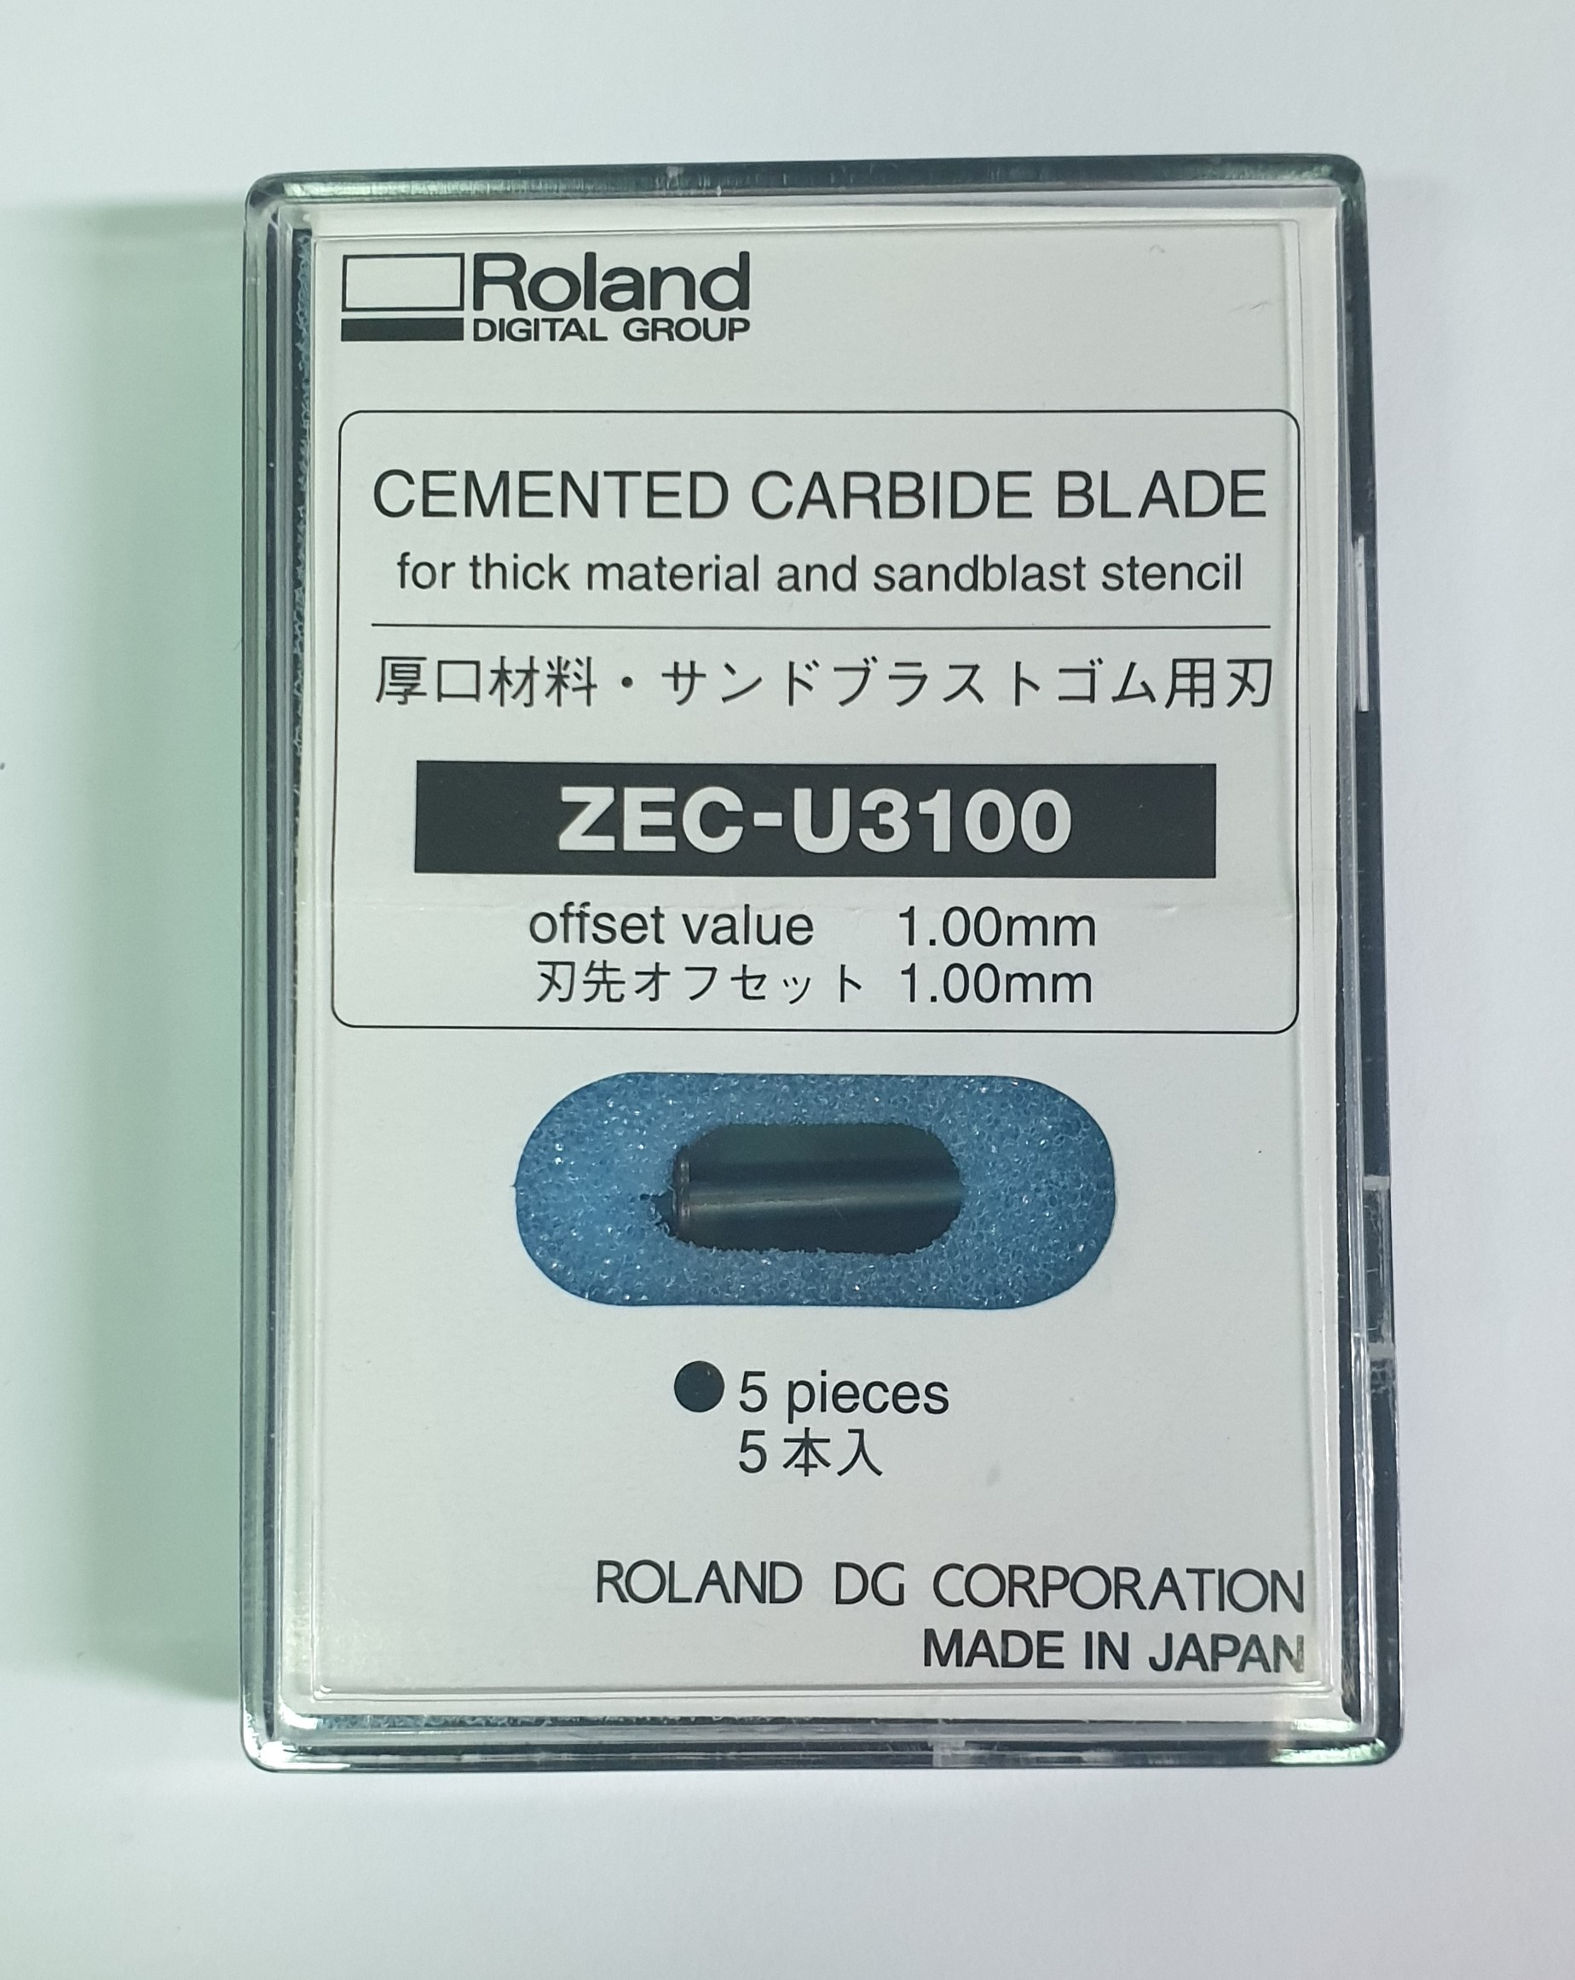 Roland
DIGITAL GROUP
CEMENTED CARBIDE BLADE
for thick material and sandblast stencil
厚口材料・サンドブラストゴム用刃
ZEC-U3100
offset value 1.00mm
刃先オフセット 1.00mm
● 5 pieces
5 本入
ROLAND DG CORPORATION
MADE IN JAPAN